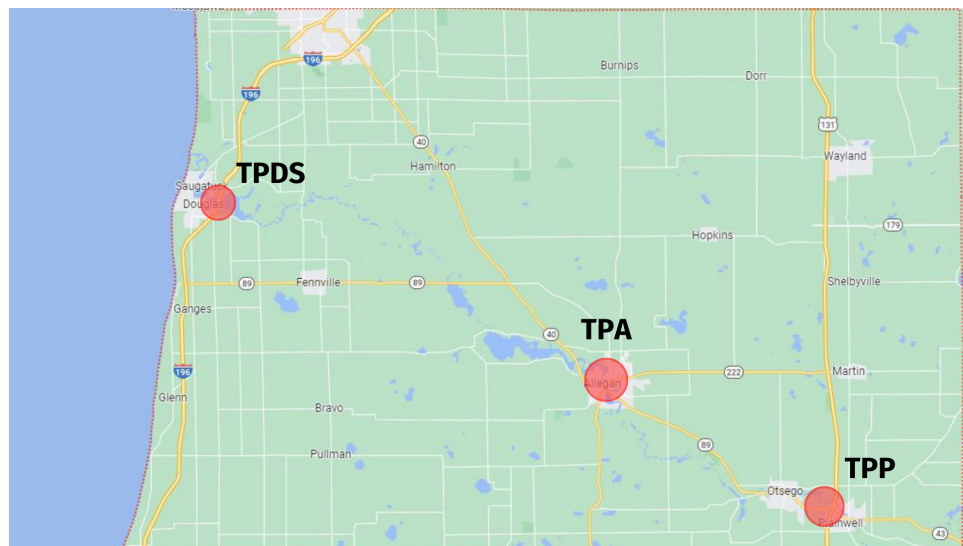 196
Burnips
Dorr
196
131
40
Hamilton
Wayland
TPDS
Saugatuck
Douglas
179
Hopkins
89
Fennville
89
Shelbyville
Ganges
TPA
40
196
222
Martin
Allegan
Glenn
Bravo
89
Pullman
TPP
Otsego
Plainwell
43